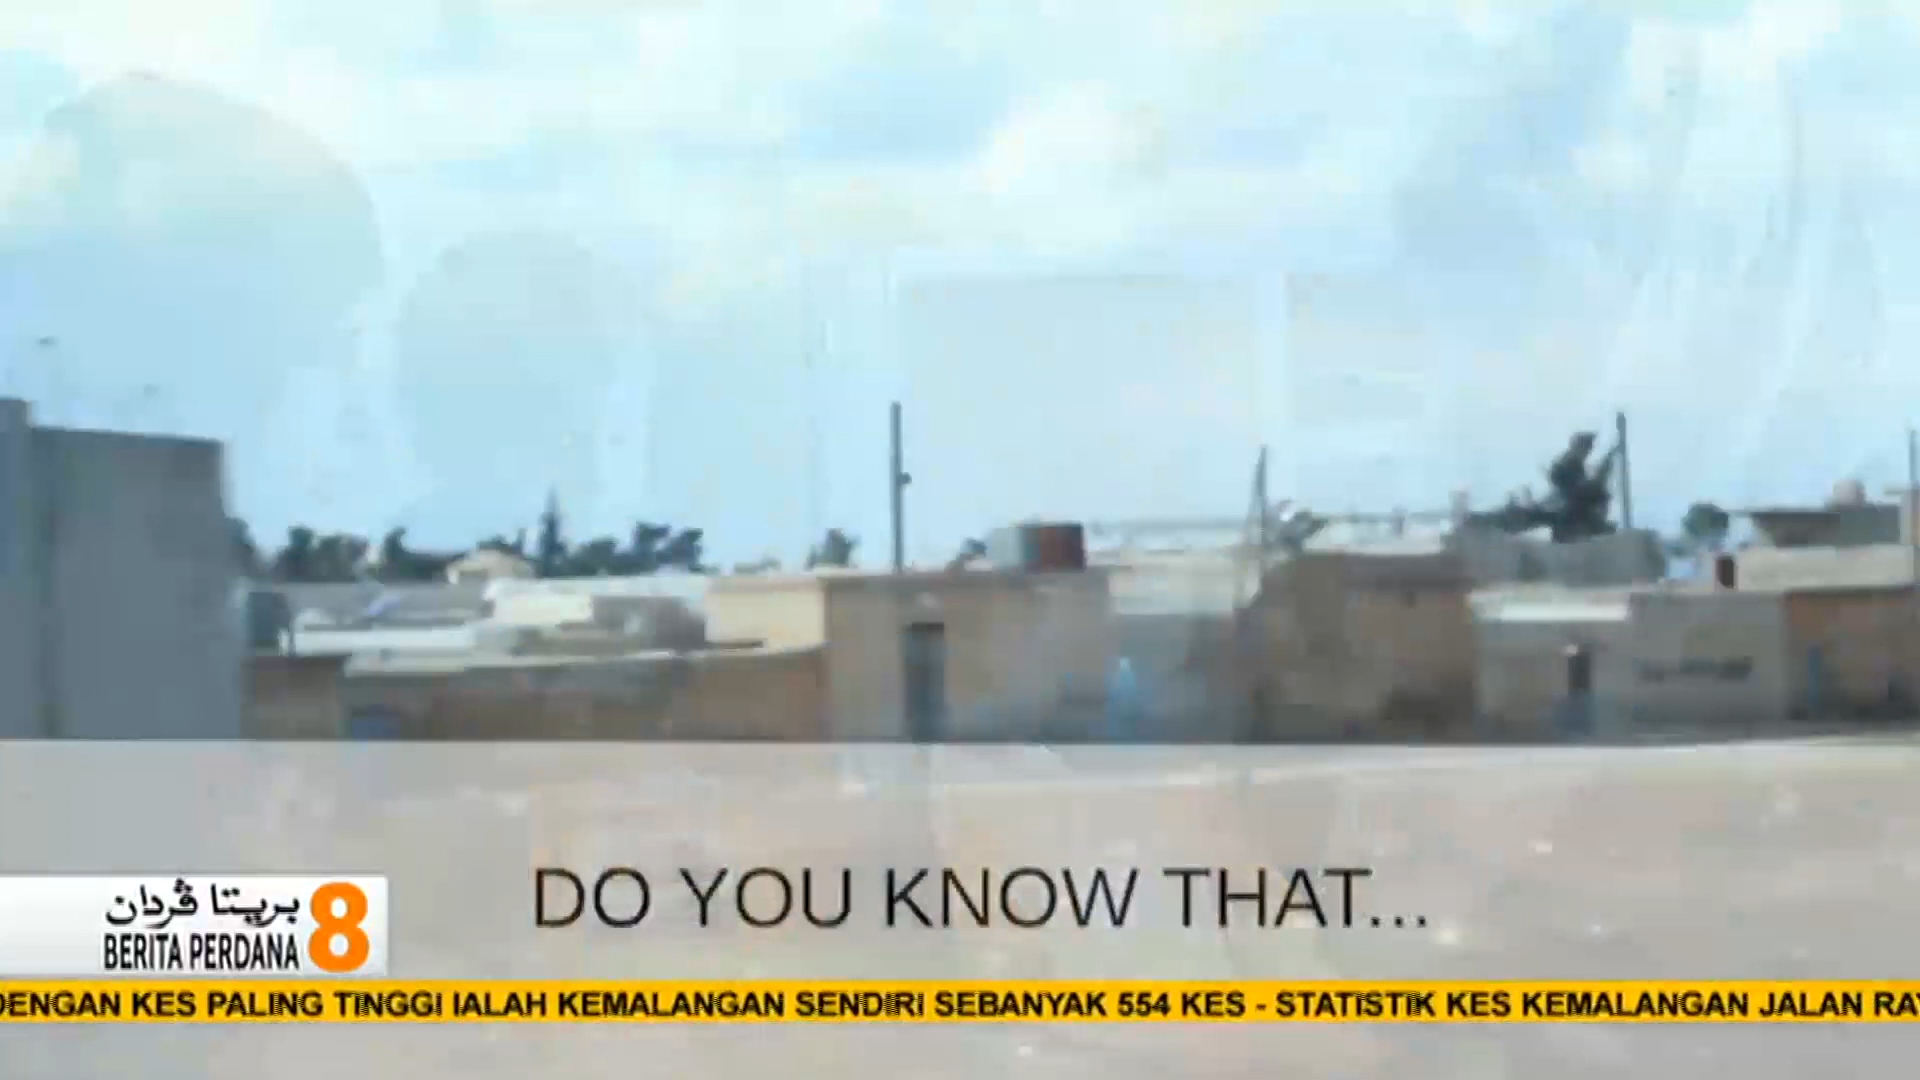 DO YOU KNOW THAT...
بريتا ڤردان
BERITA PERDANA
8
DENGAN KES PALING TINGGI IALAH KEMALANGAN SENDIRI SEBANYAK 554 KES - STATISTIK KES KEMALANGAN JALAN RA